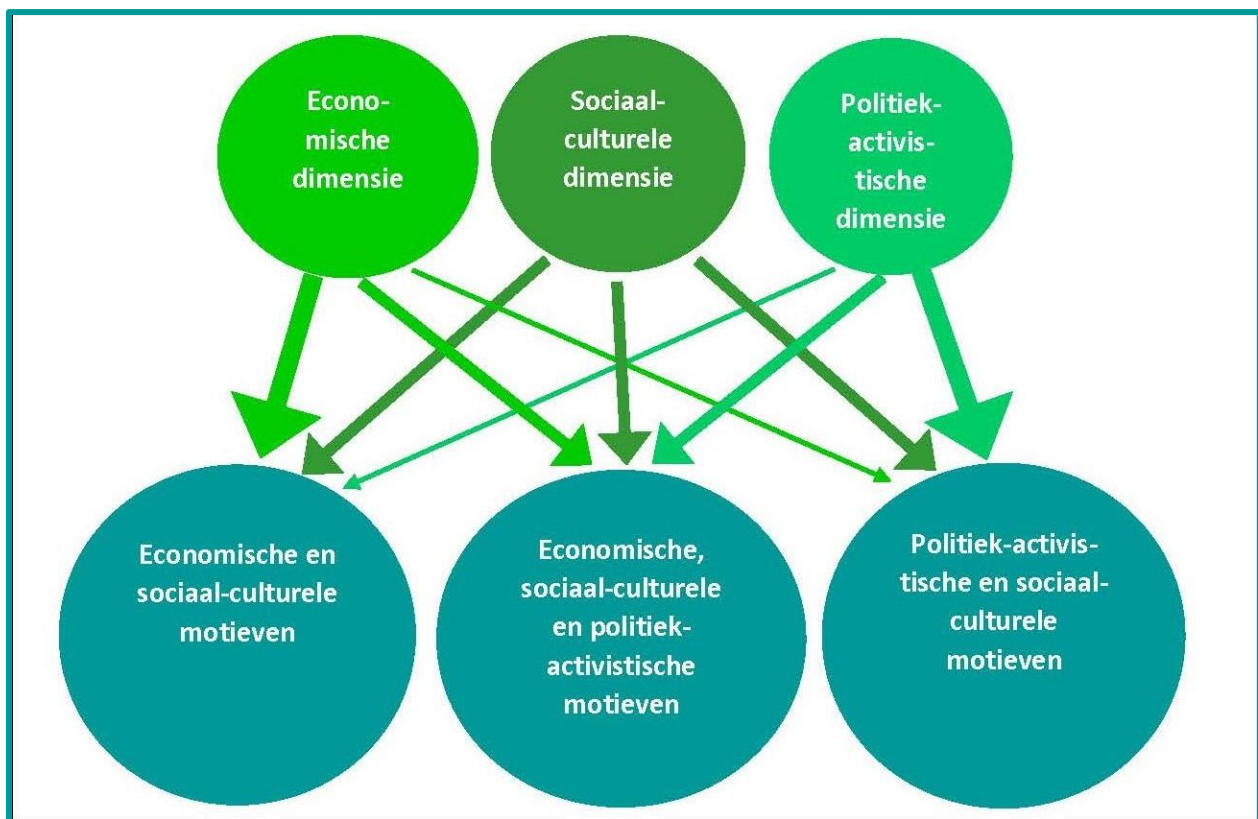 Econo-
mische
dimensie
Sociaal-
culturele
dimensie
Politiek-
activis-
tische
dimensie
Economische en
sociaal-culturele
motieven
Economische,
sociaal-culturele
en politiek-
activistische
motieven
Politiek-activis-
tische en sociaal-
culturele
motieven